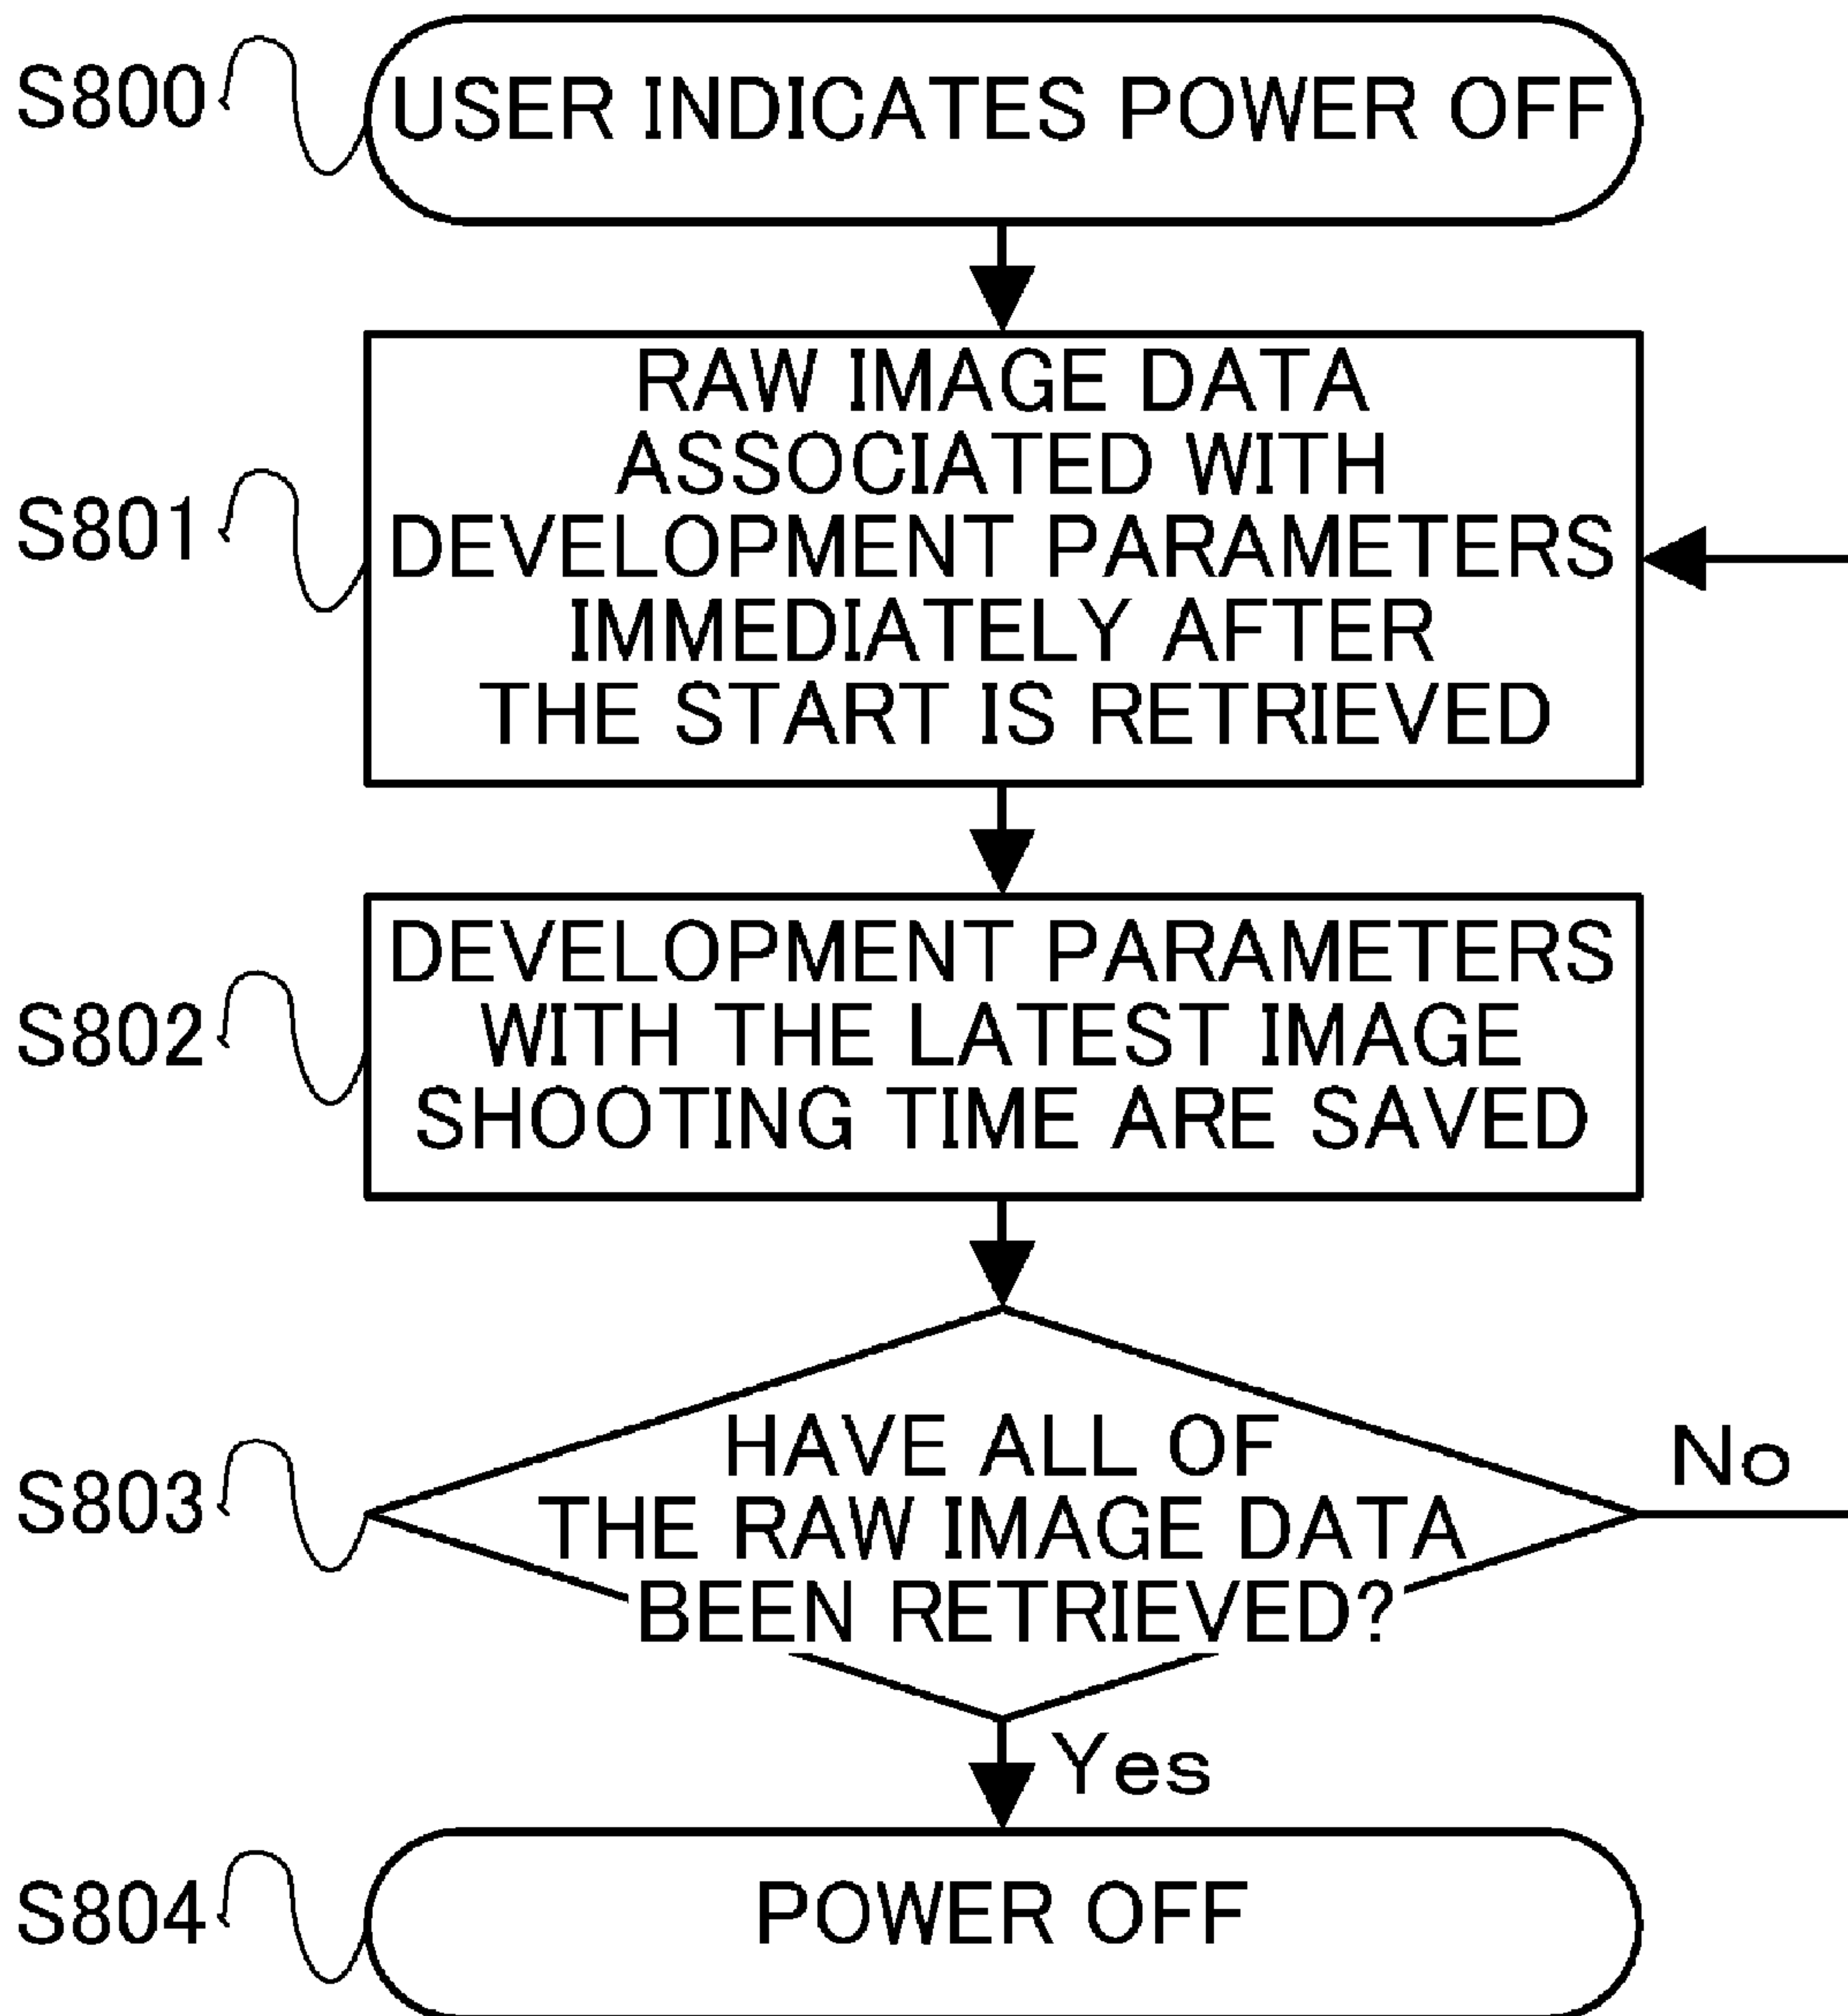 S800
USER INDICATES POWER OFF
S801
RAW IMAGE DATA
ASSOCIATED WITH
DEVELOPMENT PARAMETERS
IMMEDIATELY AFTER
THE START IS RETRIEVED
S802
DEVELOPMENT PARAMETERS
WITH THE LATEST IMAGE
SHOOTING TIME ARE SAVED
S803
HAVE ALL OF
THE RAW IMAGE DATA
BEEN RETRIEVED?
No
Yes
S804
POWER OFF